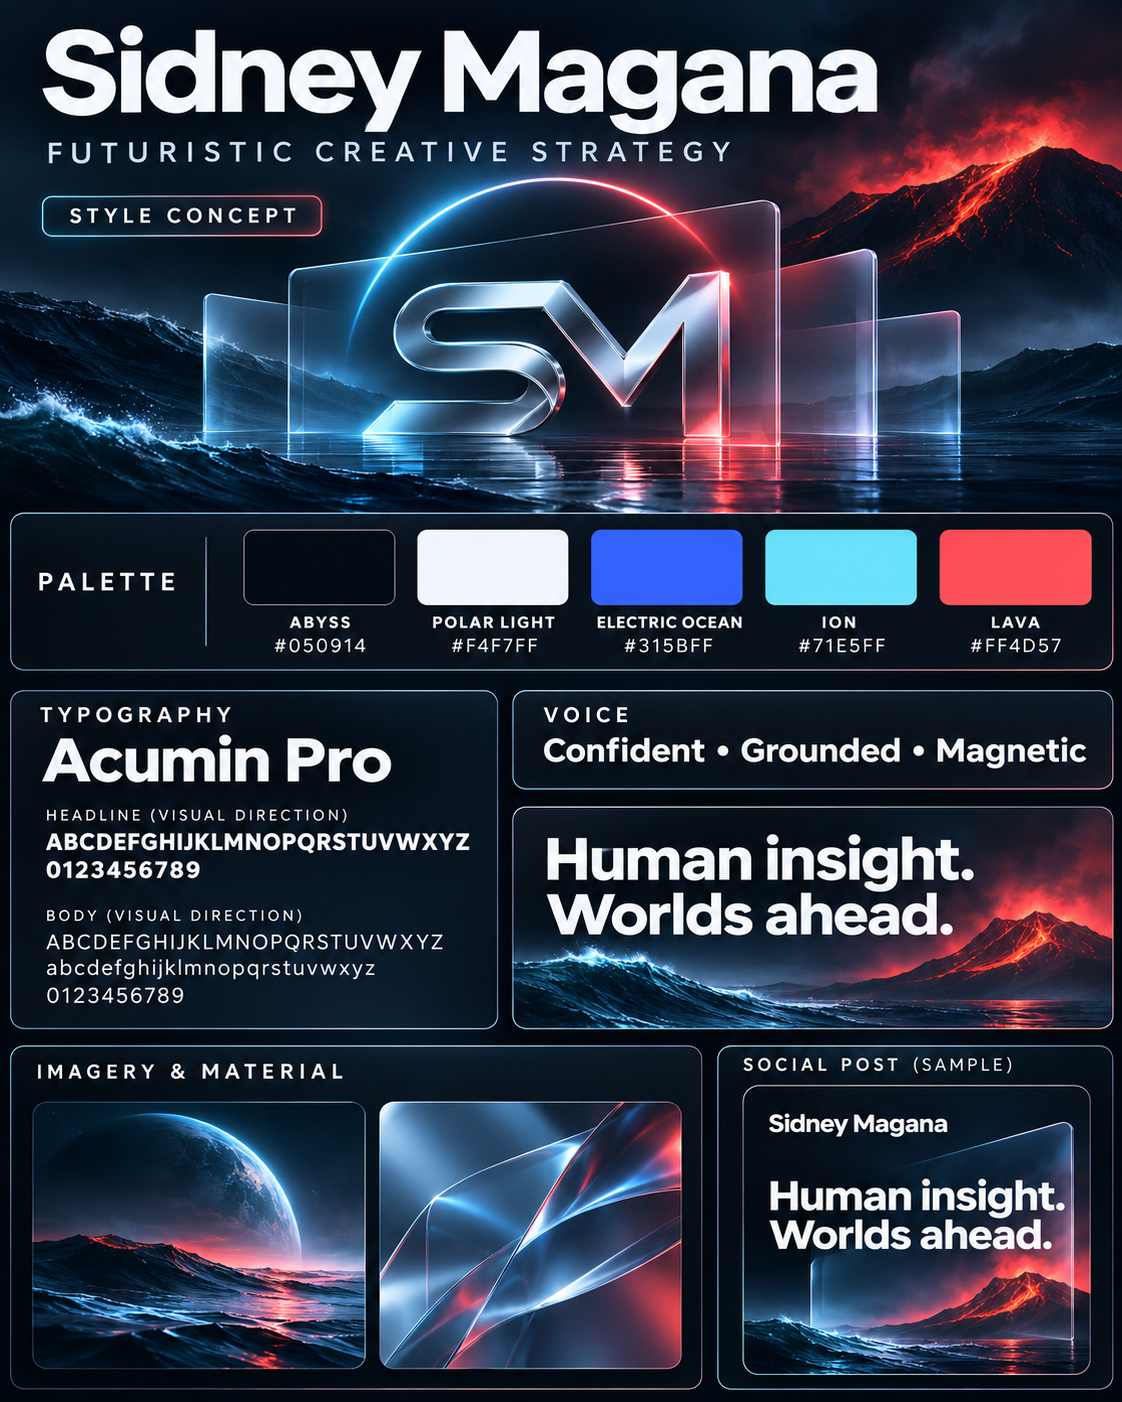 Sidney Magana
FUTURISTIC CREATIVE STRATEGY
STYLE CONCEPT
SM
PALETTE
ABYSS
#050914
POLAR LIGHT
#F4F7FF
ELECTRIC OCEAN
#315BFF
ION
#71E5FF
LAVA
#FF4D57
TYPOGRAPHY
Acumin Pro
HEADLINE (VISUAL DIRECTION)
ABCDEFGHIJKLMNOPQRSTUVWXYZ
0123456789
BODY (VISUAL DIRECTION)
ABCDEFGHIJKLMNOPQRSTUVWXYZ
abcdefghijklmnopqrstuvwxyz
0123456789
VOICE
Confident • Grounded • Magnetic
Human insight.
Worlds ahead.
IMAGERY & MATERIAL
SOCIAL POST (SAMPLE)
Sidney Magana
Human insight.
Worlds ahead.